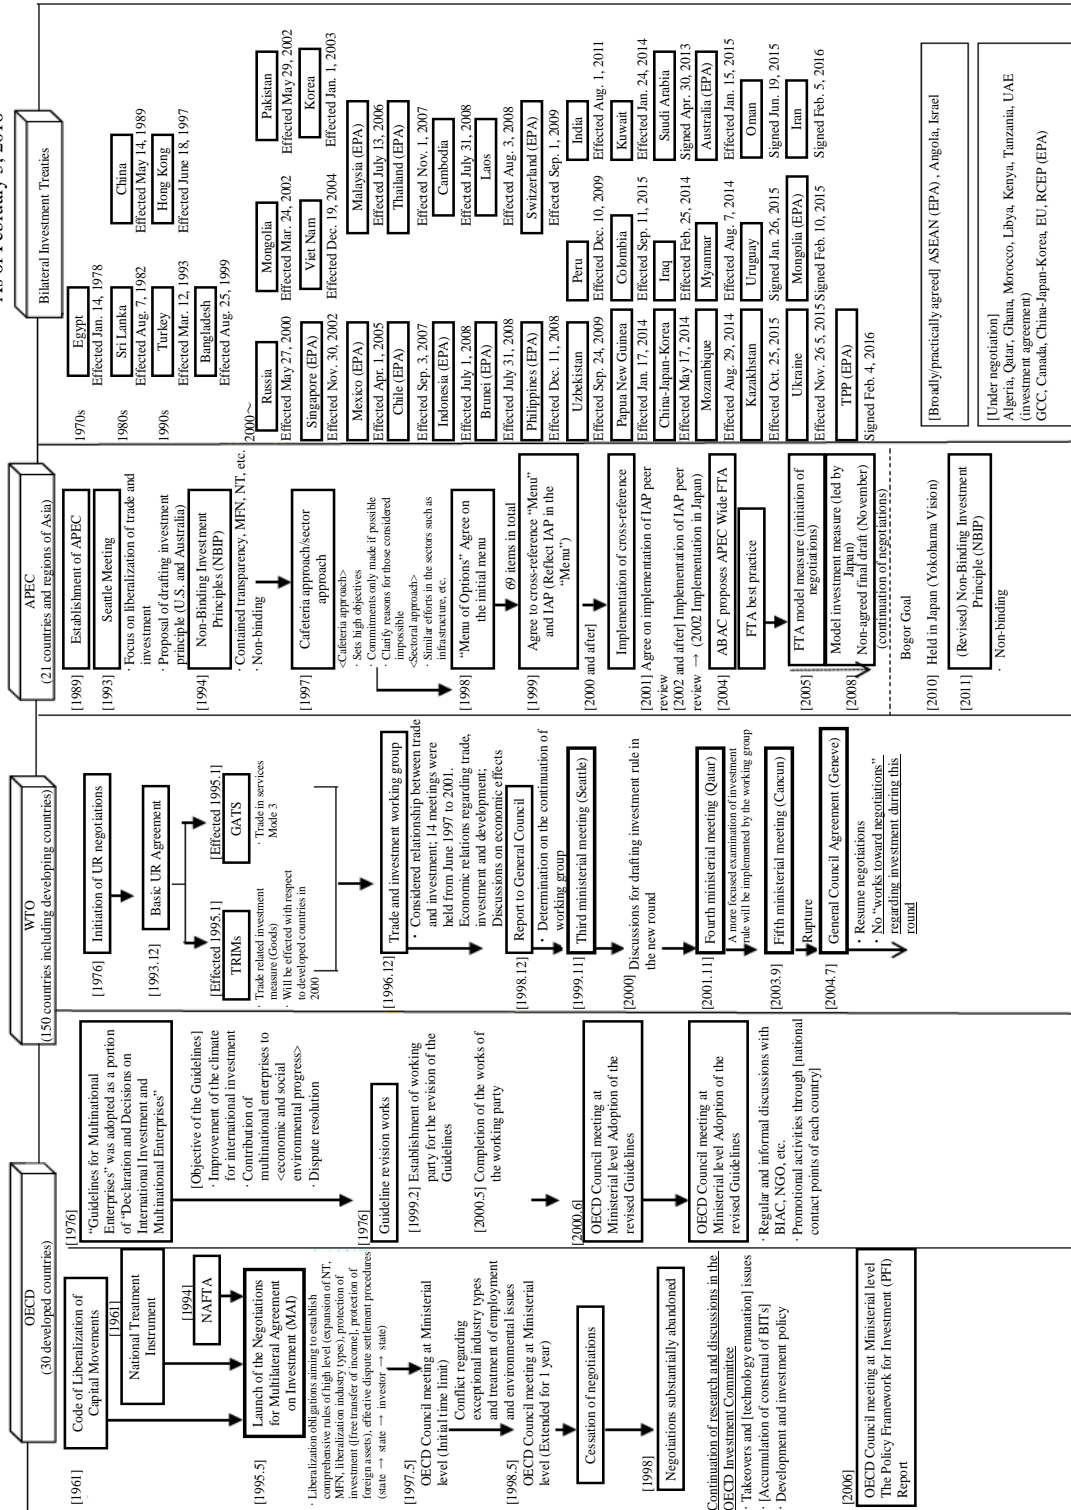 As of February 5, 2016
OECD
(30 developed countries)
[1961]
Code of Liberalization of
Capital Movements
[1961]
National Treatment
Instrument
[1994]
NAFTA
[1995.5]
Launch of the Negotiations
for Multilateral Agreement
on Investment (MAI)
· Liberalization obligations aiming to establish
comprehensive rules of high level (expansion of NT,
MFN, liberalization industry types), protection of
investment ([free transfer of income], protection of
foreign assets), effective dispute settlement procedures
(state → state → investor → state)
[1997.5]
OECD Council meeting at Ministerial
level (Initial time limit)
Conflict regarding
exceptional industry types
and treatment of employment
and environmental issues
[1998.5]
OECD Council meeting at Ministerial
level (Extended for 1 year)
Cessation of negotiations
[1998]
Negotiations substantially abandoned
Continuation of research and discussions in the
OECD Investment Committee
· Takeovers and [technology emanation] issues
· [Accumulation of construal of BITs]
· Development and investment policy
[2006]
OECD Council meeting at Ministerial level
The Policy Framework for Investment (PFI)
Report
[1976]
“Guidelines for Multinational
Enterprises” was adopted as a portion
of “Declaration and Decisions on
International Investment and
Multinational Enterprises”
[Objective of the Guidelines]
· Improvement of the climate
for international investment
· Contribution of
multinational enterprises to
<economic and social
environmental progress>
· Dispute resolution
[1976]
Guideline revision works
[1999.2] Establishment of working
party for the revision of the
Guidelines
[2000.5] Completion of the works of
the working party
[2000.6]
OECD Council meeting at
Ministerial level Adoption of the
revised Guidelines
OECD Council meeting at
Ministerial level Adoption of the
revised Guidelines
· Regular and informal discussions with
BIAC, NGO, etc.
· Promotional activities through [national
contact points of each country]
WTO
(150 countries including developing countries)
[1976]
Initiation of UR negotiations
[1993.12]
Basic UR Agreement
[Effected 1995.1]
TRIMs
· Trade related investment
measure (Goods)
· Will be effected with respect
to developed countries in
2000
[Effected 1995.1]
GATS
· Trade in services
Mode 3
[1996.12]
Trade and investment working group
· Considered relationship between trade
and investment; 14 meetings were
held from June 1997 to 2001.
Economic relations regarding trade,
investment and development;
Discussions on economic effects
[1998.12]
Report to General Council
· Determination on the continuation of
working group
[1999.11]
Third ministerial meeting (Seattle)
[2000] Discussions for drafting investment rule in
the new round
[2001.11]
Fourth ministerial meeting (Qatar)
A more focused examination of investment
rule will be implemented by the working group
[2003.9]
Fifth ministerial meeting (Cancun)
Rupture
[2004.7]
General Council Agreement (Geneve)
· Resume negotiations
· No “works toward negotiations”
regarding investment during this
round
APEC
(21 countries and regions of Asia)
[1989]
Establishment of APEC
[1993]
Seattle Meeting
· Focus on liberalization of trade and
investment
· Proposal of drafting investment
principle (U.S. and Australia)
[1994]
Non-Binding Investment
Principles (NBIP)
· Contained transparency, MFN, NT, etc.
· Non-binding
[1997]
Cafeteria approach/sector
approach
<Cafeteria approach>
· Sets high objectives
· Commitments only made if possible
· Clarify reasons for those considered
impossible
<Sectoral approach>
· Similar efforts in the sectors such as
infrastructure, etc.
[1998]
“Menu of Options” Agree on
the initial menu
69 items in total
[1999]
Agree to cross-reference “Menu”
and IAP (Reflect IAP in the
“Menu”)
[2000 and after]
Implementation of cross-reference
[2001] Agree on implementation of IAP peer
review
[2002 and after] Implementation of IAP peer
review → (2002 Implementation in Japan)
[2004]
ABAC proposes APEC Wide FTA
FTA best practice
[2005]
FTA model measure (initiation of
negotiations)
[2008]
Model investment measure (led by
Japan)
Non-agreed final draft (November)
(continuation of negotiations)
Bogor Goal
[2010] Held in Japan (Yokohama Vision)
[2011]
(Revised) Non-Binding Investment
Principle (NBIP)
· Non-binding
Bilateral Investment Treaties
1970s
Egypt
Effected Jan. 14, 1978
1980s
Sri Lanka
Effected Aug. 7, 1982
China
Effected May 14, 1989
1990s
Turkey
Effected Mar. 12, 1993
Hong Kong
Effected June 18, 1997
Bangladesh
Effected Aug. 25, 1999
2000～
Russia
Effected May 27, 2000
Mongolia
Effected Mar. 24, 2002
Pakistan
Effected May 29, 2002
Singapore (EPA)
Effected Nov. 30, 2002
Viet Nam
Effected Dec. 19, 2004
Korea
Effected Jan. 1, 2003
Mexico (EPA)
Effected Apr. 1, 2005
Malaysia (EPA)
Effected July 13, 2006
Chile (EPA)
Effected Sep. 3, 2007
Thailand (EPA)
Effected Nov. 1, 2007
Indonesia (EPA)
Effected July 1, 2008
Cambodia
Effected July 31, 2008
Brunei (EPA)
Effected July 31, 2008
Laos
Effected Aug. 3, 2008
Philippines (EPA)
Effected Dec. 11, 2008
Switzerland (EPA)
Effected Sep. 1, 2009
Uzbekistan
Effected Sep. 24, 2009
Peru
Effected Dec. 10, 2009
India
Effected Aug. 1, 2011
Papua New Guinea
Effected Jan. 17, 2014
Colombia
Effected Sep. 11, 2015
Kuwait
Effected Jan. 24, 2014
China-Japan-Korea
Effected May 17, 2014
Iraq
Effected Feb. 25, 2014
Saudi Arabia
Signed Apr. 30, 2013
Mozambique
Effected Aug. 29, 2014
Myanmar
Effected Aug. 7, 2014
Australia (EPA)
Effected Jan. 15, 2015
Kazakhstan
Effected Oct. 25, 2015
Uruguay
Signed Jan. 26, 2015
Oman
Signed Jun. 19, 2015
Ukraine
Effected Nov. 26 5, 2015
Mongolia (EPA)
Signed Feb. 10, 2015
Iran
Signed Feb. 5, 2016
TPP (EPA)
Signed Feb. 4, 2016
[Broadly/practically agreed] ASEAN (EPA) , Angola, Israel
[Under negotiation]
Algeria, Qatar, Ghana, Morocco, Libya, Kenya, Tanzania, UAE
(investment agreement)
GCC, Canada, China-Japan-Korea, EU, RCEP (EPA)